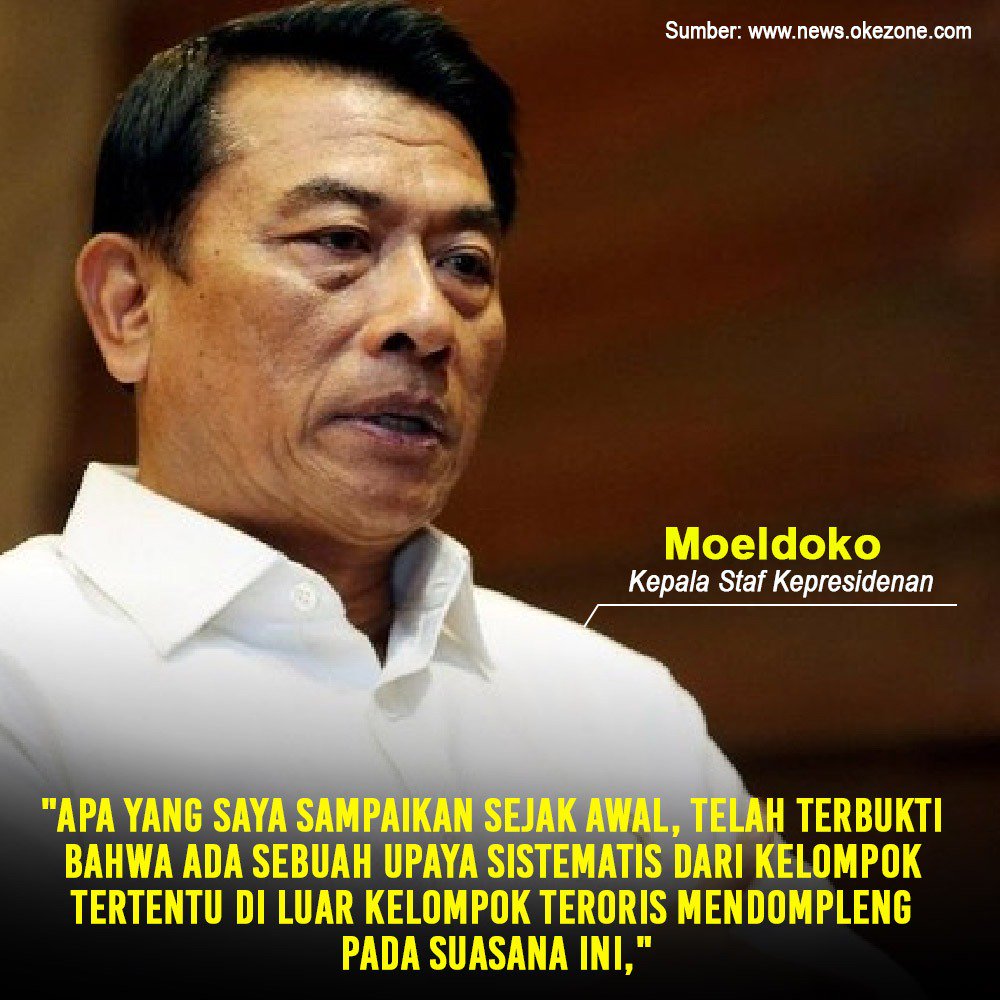 Sumber: www.news.okezone.com
Moeldoko
Kepala Staf Kepresidenan
"APA YANG SAYA SAMPAIKAN SEJAK AWAL, TELAH TERBUKTI
BAHWA ADA SEBUAH UPAYA SISTEMATIS DARI KELOMPOK
TERTENTU DI LUAR KELOMPOK TERORIS MENDOMPLENG
PADA SUASANA INI,"